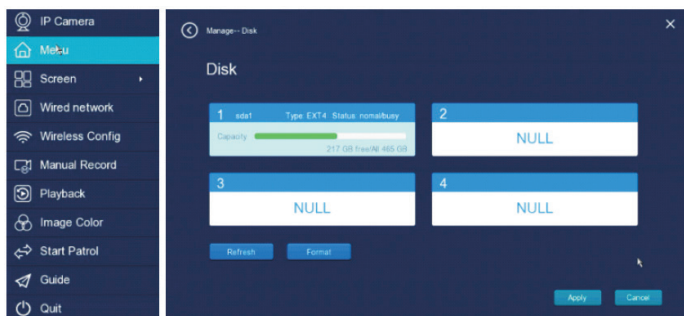 IP Camera
Menu
Screen
Wired network
Wireless Config
Manual Record
Playback
Image Color
Start Patrol
Guide
Quit
Manage-- Disk
Disk
1 sda1 Type EXT4 Status nomal/busy
Capacity
217 GB free/All 465 GB
2
NULL
3
NULL
4
NULL
Refresh Format
Apply Cancel